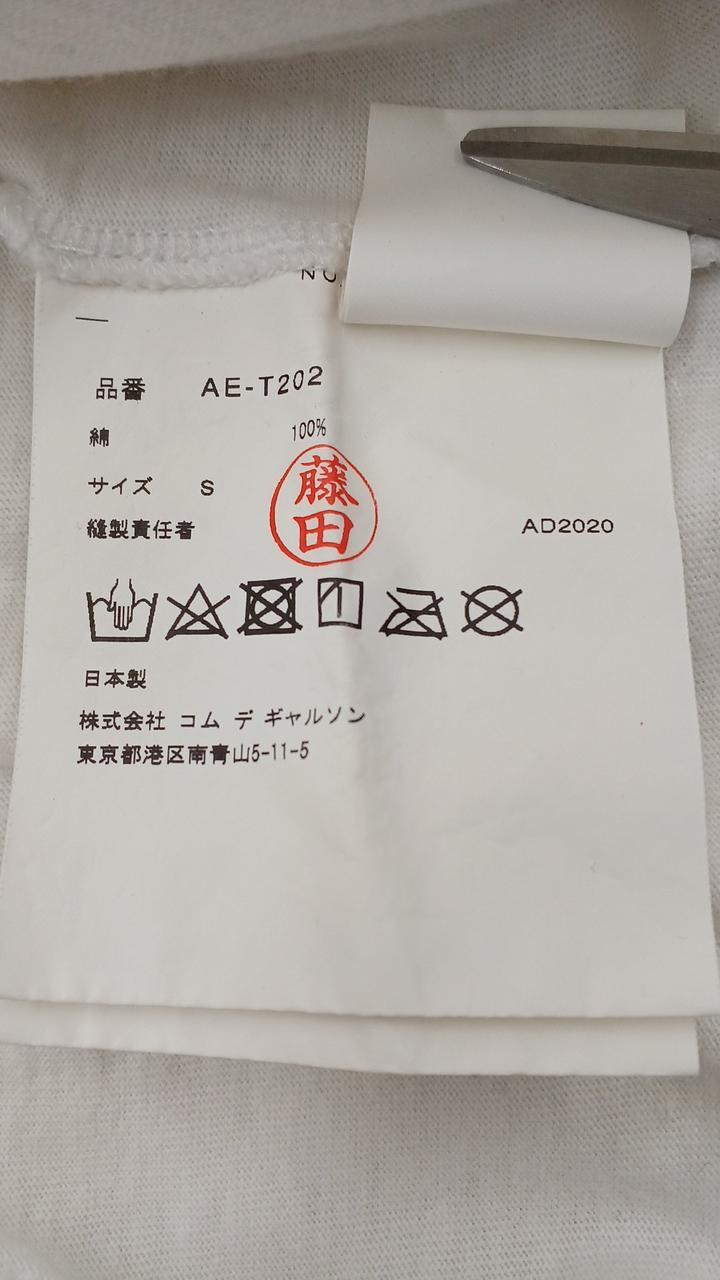 品番 AE-T202
綿 100%
サイズ S
縫製責任者 藤田 AD2020
日本製
株式会社 コム デ ギャルソン
東京都港区南青山5-11-5